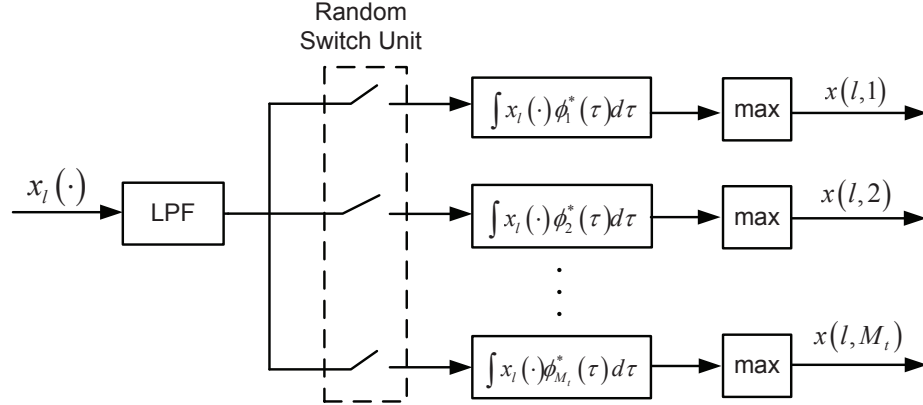 Random
Switch Unit
x_l(·)
LPF
∫ x_l(·)ϕ_1^*(τ)dτ
max
x(l,1)
∫ x_l(·)ϕ_2^*(τ)dτ
max
x(l,2)
∫ x_l(·)ϕ_{M_t}^*(τ)dτ
max
x(l,M_t)